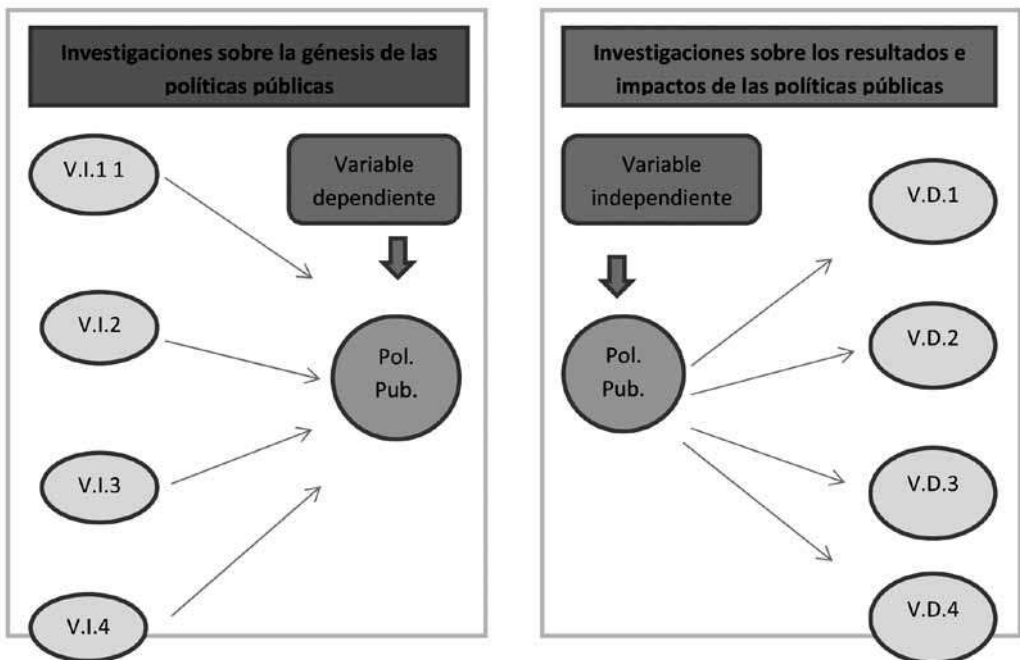 Investigaciones sobre la génesis de las
políticas públicas
V.I.1 1
Variable
dependiente
V.I.2
Pol.
Pub.
V.I.3
V.I.4
Investigaciones sobre los resultados e
impactos de las políticas públicas
Variable
independiente
V.D.1
Pol.
Pub.
V.D.2
V.D.3
V.D.4